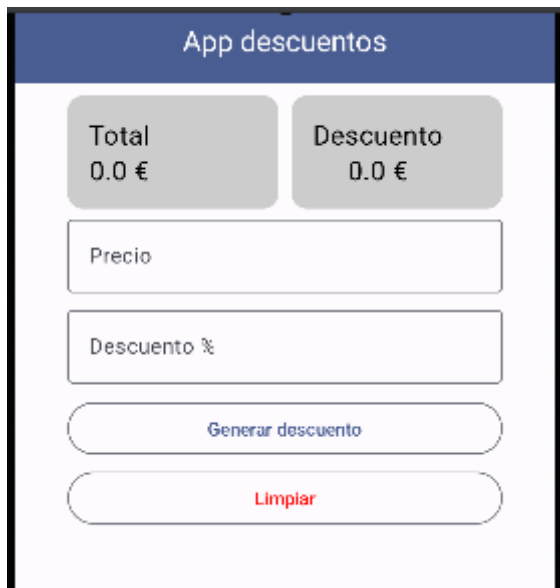 App descuentos
Total
0.0 €
Descuento
0.0 €
Precio
Descuento %
Generar descuento
Limpiar